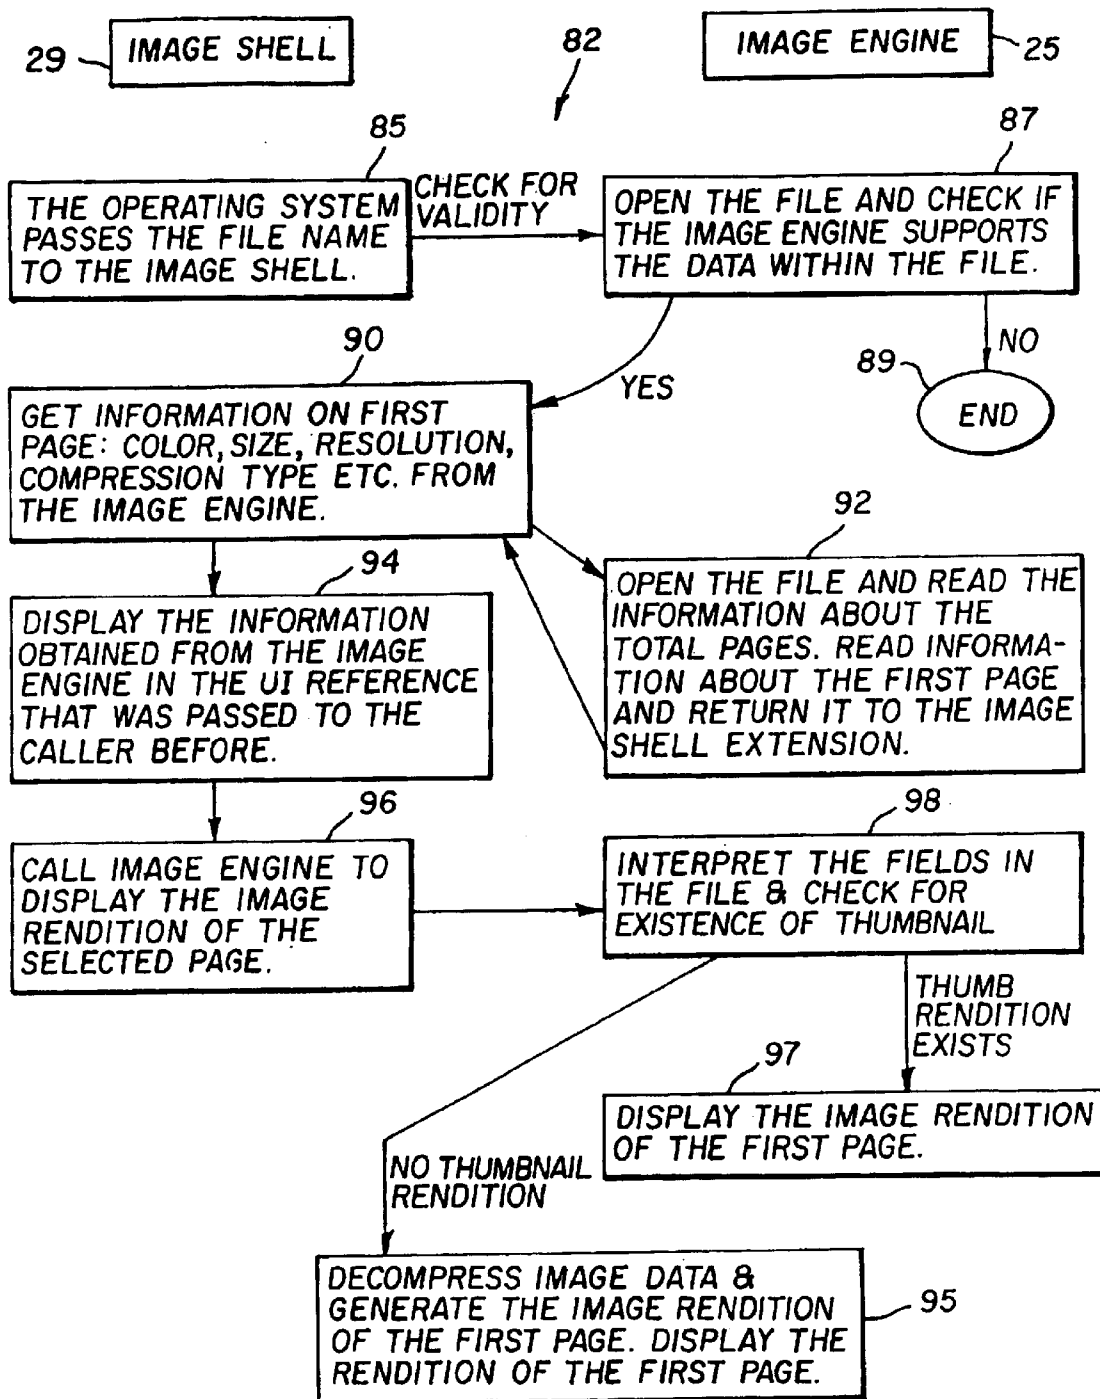 29
IMAGE SHELL
82
IMAGE ENGINE
25
85
THE OPERATING SYSTEM
PASSES THE FILE NAME
TO THE IMAGE SHELL.
CHECK FOR
VALIDITY
87
OPEN THE FILE AND CHECK IF
THE IMAGE ENGINE SUPPORTS
THE DATA WITHIN THE FILE.
YES
NO
89
END
90
GET INFORMATION ON FIRST
PAGE: COLOR, SIZE, RESOLUTION,
COMPRESSION TYPE ETC. FROM
THE IMAGE ENGINE.
92
OPEN THE FILE AND READ THE
INFORMATION ABOUT THE
TOTAL PAGES. READ INFORMA-
TION ABOUT THE FIRST PAGE
AND RETURN IT TO THE IMAGE
SHELL EXTENSION.
94
DISPLAY THE INFORMATION
OBTAINED FROM THE IMAGE
ENGINE IN THE UI REFERENCE
THAT WAS PASSED TO THE
CALLER BEFORE.
96
CALL IMAGE ENGINE TO
DISPLAY THE IMAGE
RENDITION OF THE
SELECTED PAGE.
98
INTERPRET THE FIELDS IN
THE FILE & CHECK FOR
EXISTENCE OF THUMBNAIL
THUMB
RENDITION
EXISTS
97
DISPLAY THE IMAGE RENDITION
OF THE FIRST PAGE.
NO THUMBNAIL
RENDITION
DECOMPRESS IMAGE DATA &
GENERATE THE IMAGE RENDITION
OF THE FIRST PAGE. DISPLAY THE
RENDITION OF THE FIRST PAGE.
95